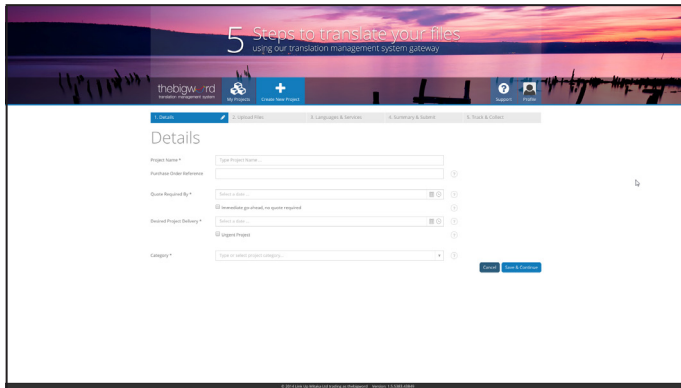 5 Steps to translate your files
using our translation management system gateway
thebigword
translation management system
My Projects
Create New Project
Support
Profile
1. Details
2. Upload Files
3. Languages & Services
4. Summary & Submit
5. Track & Collect
Details
Project Name *
Type Project Name ...
Purchase Order Reference
Quote Required By *
Select a date ...
Immediate go-ahead, no quote required
Desired Project Delivery *
Select a date ...
Urgent Project
Category *
Type or select project category...
Cancel
Save & Continue